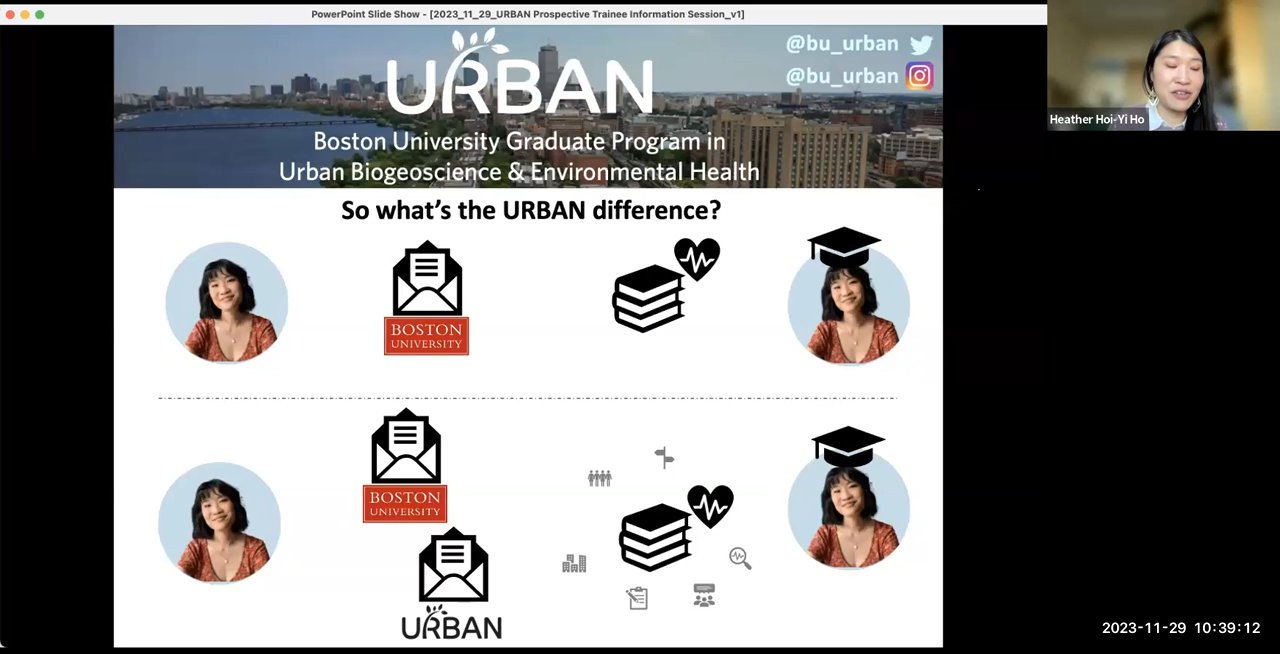 PowerPoint Slide Show - [2023_11_29_URBAN Prospective Trainee Information Session_v1]
URBAN
@bu_urban
@bu_urban
Boston University Graduate Program in
Urban Biogeoscience & Environmental Health
Heather Hoi-Yi Ho
So what's the URBAN difference?
BOSTON
UNIVERSITY
BOSTON
UNIVERSITY
URBAN
2023-11-29 10:39:12